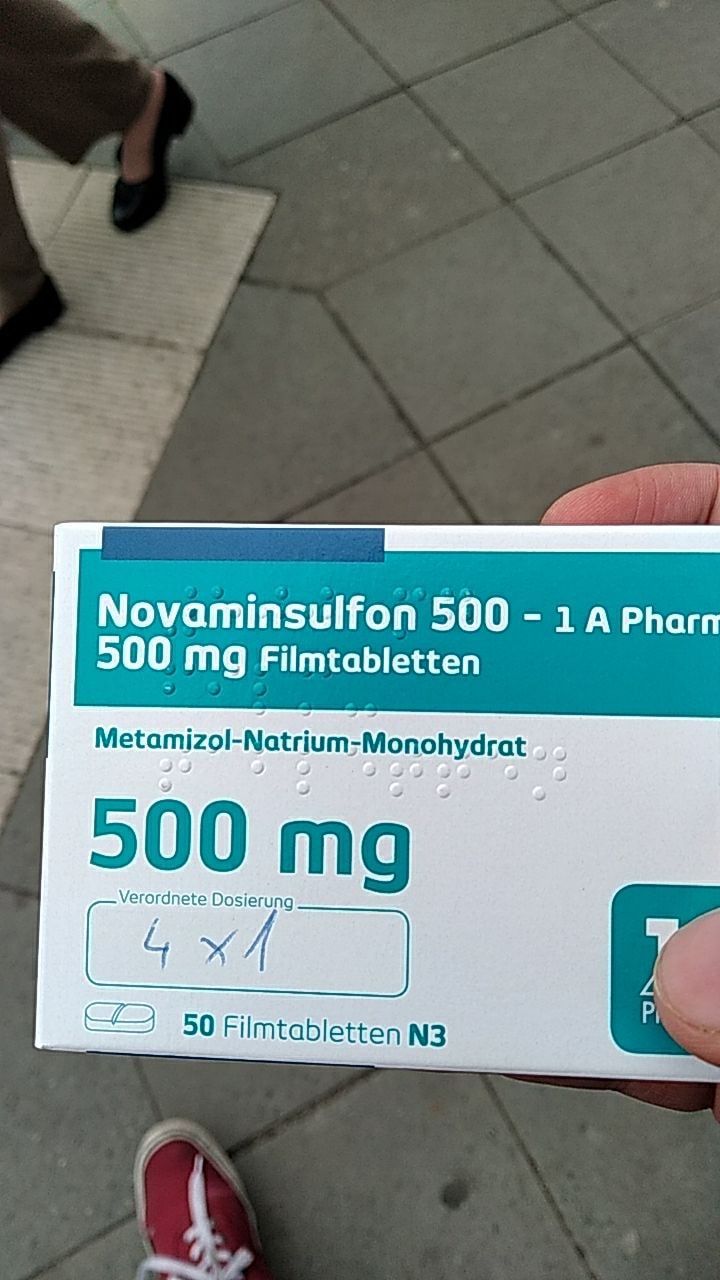 Novaminsulfon 500 - 1 A Pharm
500 mg Filmtabletten
Metamizol-Natrium-Monohydrat
500 mg
Verordnete Dosierung
4 x 1
50 Filmtabletten N3
1